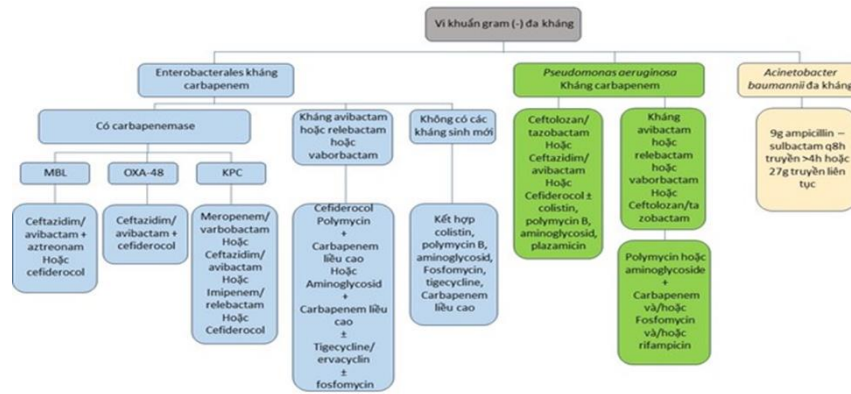 Vi khuẩn gram (-) đa kháng
Enterobacterales kháng
carbapenem
Pseudomonas aeruginosa
Kháng carbapenem
Acinetobacter
baumannii đa kháng
Có carbapenemase
Kháng avibactam
hoặc relebactam
hoặc
vaborbactam
Không có các
kháng sinh mới
MBL
OXA-48
KPC
Ceftazidim/
avibactam +
aztreonam
Hoặc
cefiderocol
Ceftazidim/
avibactam +
cefiderocol
Meropenem/
varbobactam
Hoặc
Ceftazidim/
avibactam
Hoặc
Imipenem/
relebactam
Hoặc
Cefiderocol
Cefiderocol
Polymycin
+
Carbapenem
liều cao
Hoặc
Aminoglycosid
+
Carbapenem liều
cao
±
Tigecycline/
ervacyclin
±
fosfomycin
Kết hợp
colistin,
polymycin B,
aminoglycosid,
Fosfomycin,
tigecycline,
Carbapenem
liều cao
Ceftolozan/
tazobactam
Hoặc
Ceftazidim/
avibactam
Hoặc
Cefiderocol ±
colistin,
polymycin B,
aminoglycosid,
plazamicin
Kháng
avibactam
hoặc
relebactam
hoặc
vaborbactam
Hoặc
Ceftolozan/ta
zobactam
Polymycin hoặc
aminoglycoside
+
Carbapenem
và/hoặc
Fosfomycin
và/hoặc
rifampicin
9g ampicillin –
sulbactam q8h
truyền >4h hoặc
27g truyền liên
tục